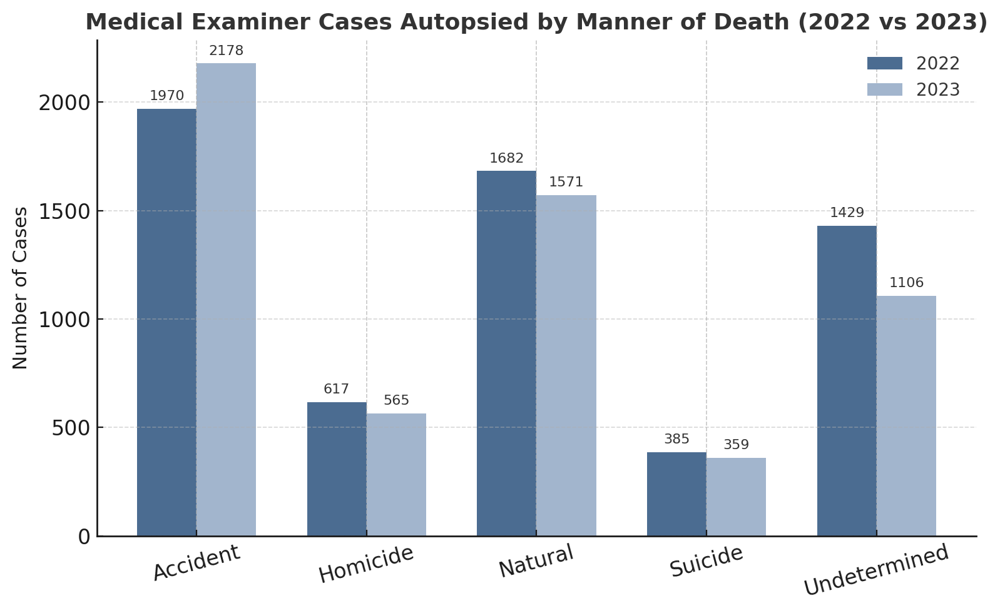 Medical Examiner Cases Autopsied by Manner of Death (2022 vs 2023)
2022
2023
Number of Cases
2000
1500
1000
500
0
1970
2178
617
565
1682
1571
385
359
1429
1106
Accident
Homicide
Natural
Suicide
Undetermined